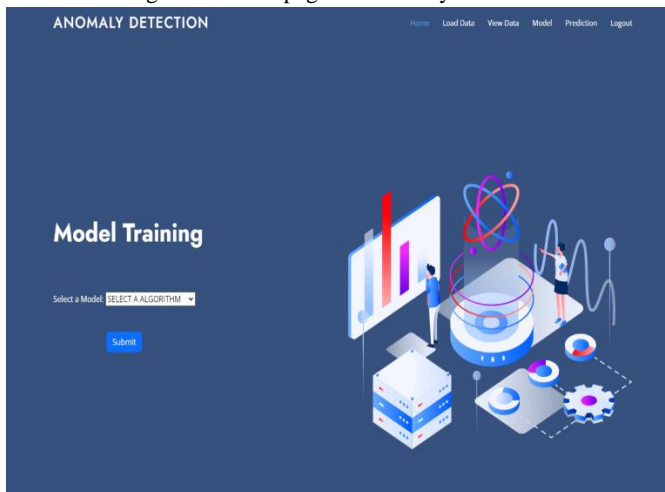 ANOMALY DETECTION
Home Load Data View Data Model Prediction Logout
Model Training
Select a Model: SELECT A ALGORITHM
Submit